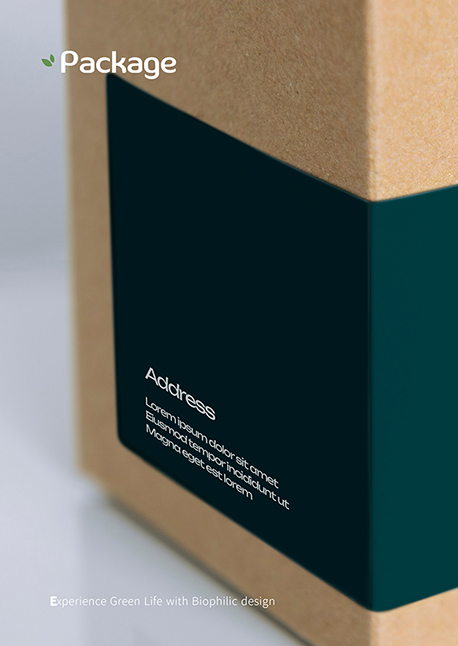 Package
Address
Lorem ipsum dolor sit amet
Eiusmod tempor incididunt ut
Magna eget est lorem
Experience Green Life with Biophilic design